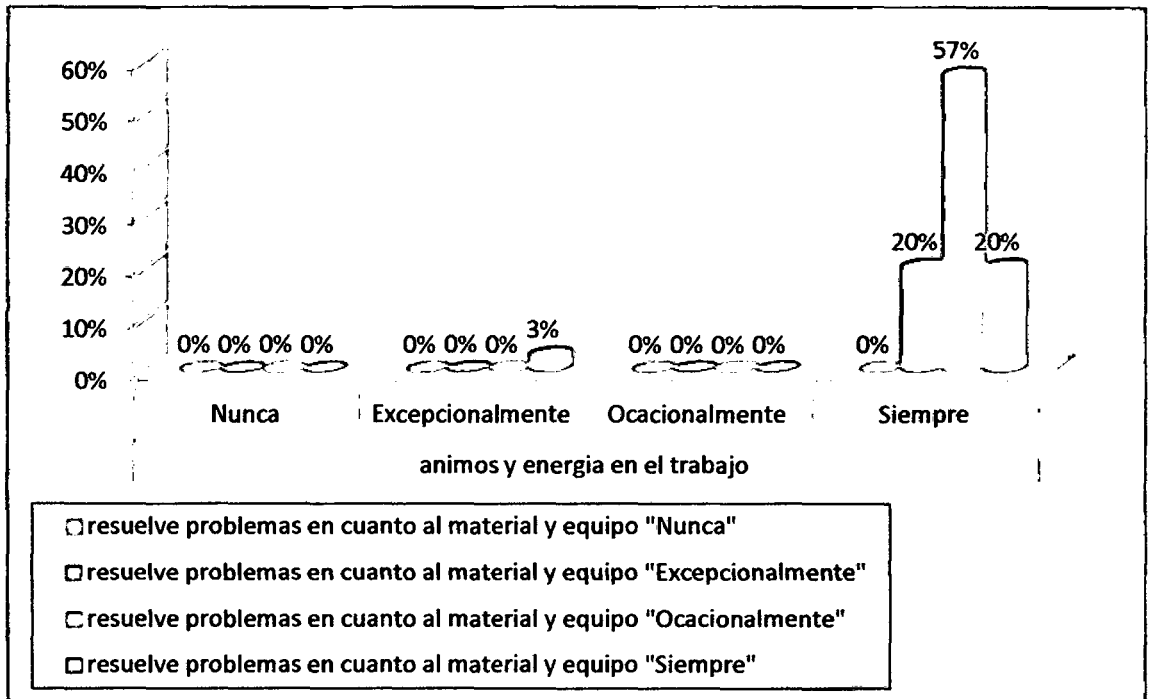 57%
60%
50%
40%
30%
20% 20%
20%
10%
0% 0% 0% 0% 0% 0% 0% 3% 0% 0% 0% 0% 0%
0%
Nunca Excepcionalmente Ocacionalmente Siempre
animos y energia en el trabajo
resuelve problemas en cuanto al material y equipo "Nunca"
resuelve problemas en cuanto al material y equipo "Excepcionalmente"
resuelve problemas en cuanto al material y equipo "Ocacionalmente"
resuelve problemas en cuanto al material y equipo "Siempre"